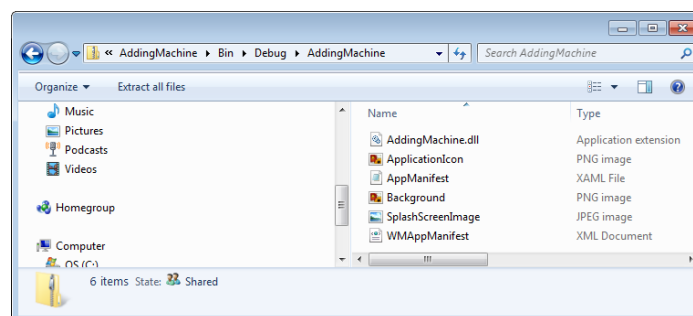 « AddingMachine ▸ Bin ▸ Debug ▸ AddingMachine
Search AddingMachine
Organize ▾ Extract all files
Music
Pictures
Podcasts
Videos
Homegroup
Computer
OS (C:)
Name Type
AddingMachine.dll Application extension
ApplicationIcon PNG image
AppManifest XAML File
Background PNG image
SplashScreenImage JPEG image
WMAppManifest XML Document
6 items State: Shared